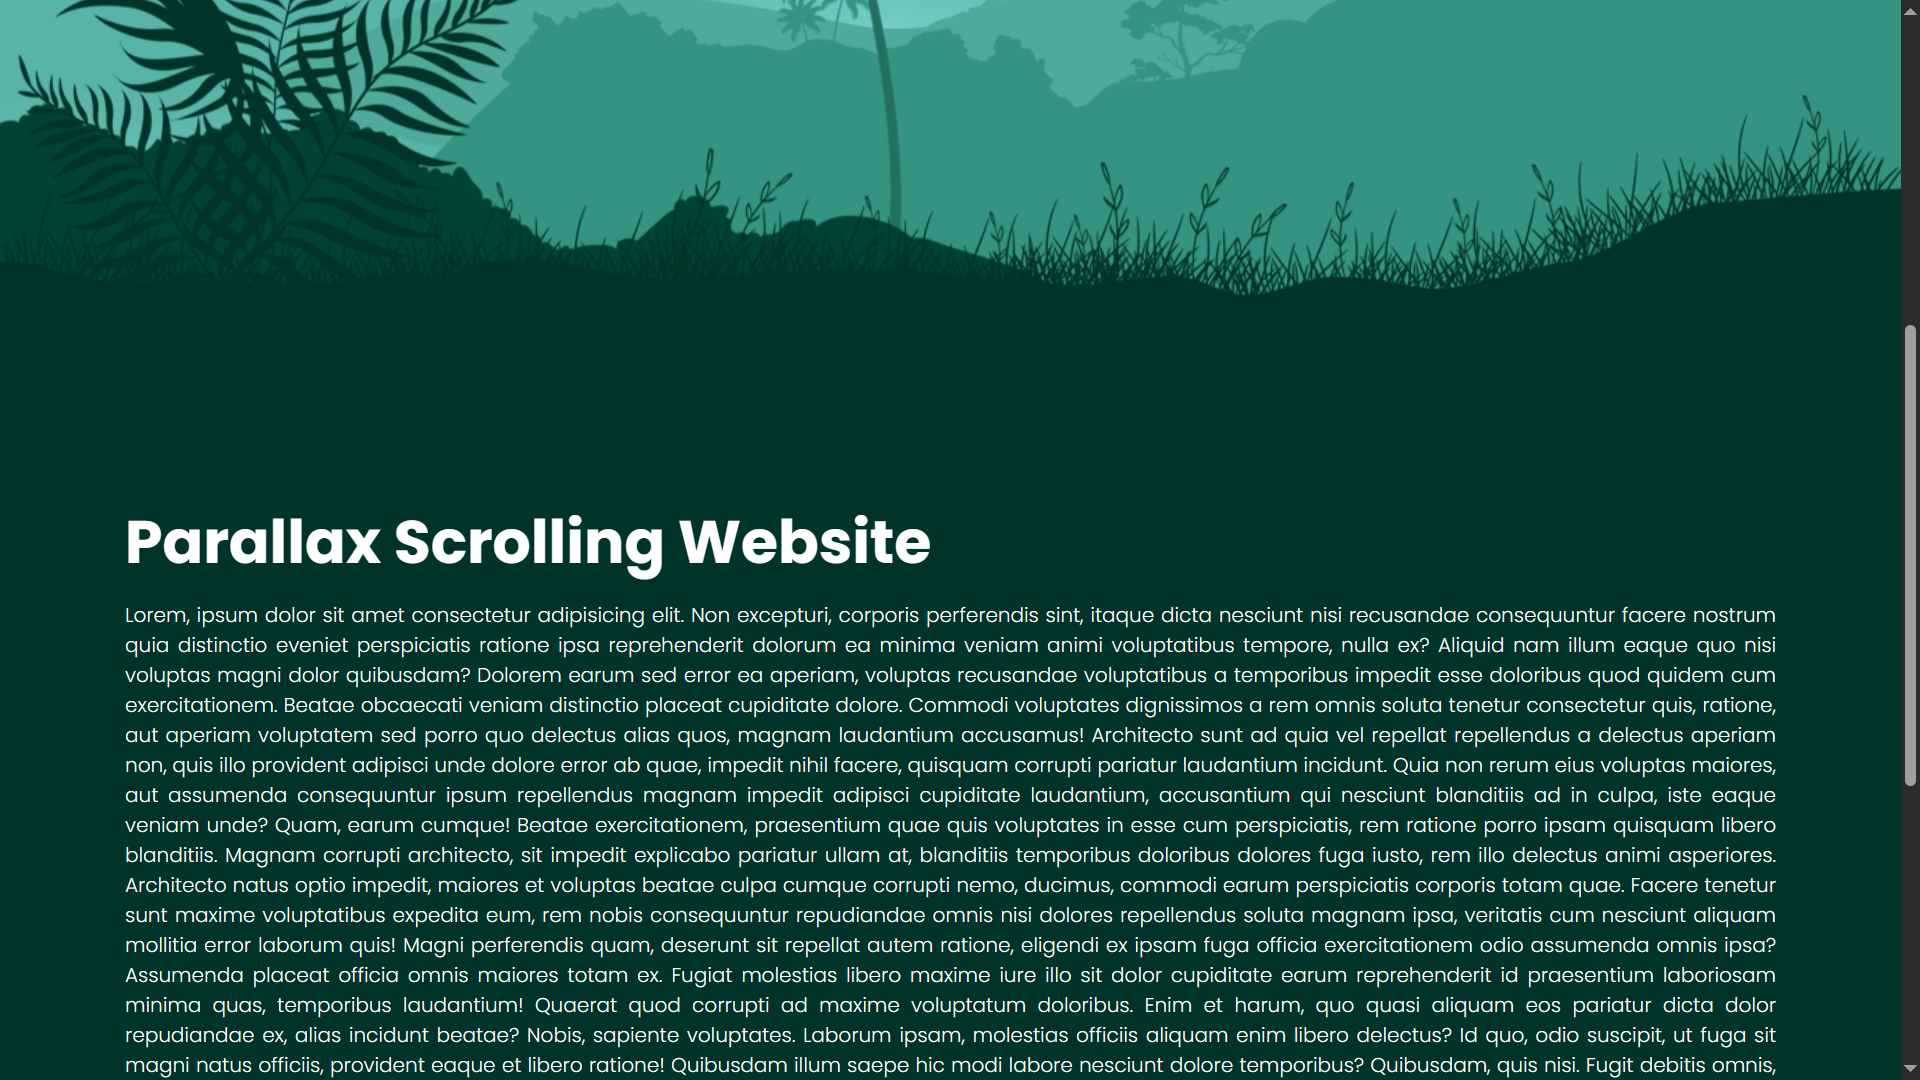 Parallax Scrolling Website
Lorem, ipsum dolor sit amet consectetur adipisicing elit. Non excepturi, corporis perferendis sint, itaque dicta nesciunt nisi recusandae consequuntur facere nostrum
quia distinctio eveniet perspiciatis ratione ipsa reprehenderit dolorum ea minima veniam animi voluptatibus tempore, nulla ex? Aliquid nam illum eaque quo nisi
voluptas magni dolor quibusdam? Dolorem earum sed error ea aperiam, voluptas recusandae voluptatibus a temporibus impedit esse doloribus quod quidem cum
exercitationem. Beatae obcaecati veniam distinctio placeat cupiditate dolore. Commodi voluptates dignissimos a rem omnis soluta tenetur consectetur quis, ratione,
aut aperiam voluptatem sed porro quo delectus alias quos, magnam laudantium accusamus! Architecto sunt ad quia vel repellat repellendus a delectus aperiam
non, quis illo provident adipisci unde dolore error ab quae, impedit nihil facere, quisquam corrupti pariatur laudantium incidunt. Quia non rerum eius voluptas maiores,
aut assumenda consequuntur ipsum repellendus magnam impedit adipisci cupiditate laudantium, accusantium qui nesciunt blanditiis ad in culpa, iste eaque
veniam unde? Quam, earum cumque! Beatae exercitationem, praesentium quae quis voluptates in esse cum perspiciatis, rem ratione porro ipsam quisquam libero
blanditiis. Magnam corrupti architecto, sit impedit explicabo pariatur ullam at, blanditiis temporibus doloribus dolores fuga iusto, rem illo delectus animi asperiores.
Architecto natus optio impedit, maiores et voluptas beatae culpa cumque corrupti nemo, ducimus, commodi earum perspiciatis corporis totam quae. Facere tenetur
sunt maxime voluptatibus expedita eum, rem nobis consequuntur repudiandae omnis nisi dolores repellendus soluta magnam ipsa, veritatis cum nesciunt aliquam
mollitia error laborum quis! Magni perferendis quam, deserunt sit repellat autem ratione, eligendi ex ipsam fuga officia exercitationem odio assumenda omnis ipsa?
Assumenda placeat officia omnis maiores totam ex. Fugiat molestias libero maxime iure illo sit dolor cupiditate earum reprehenderit id praesentium laboriosam
minima quas, temporibus laudantium! Quaerat quod corrupti ad maxime voluptatum doloribus. Enim et harum, quo quasi aliquam eos pariatur dicta dolor
repudiandae ex, alias incidunt beatae? Nobis, sapiente voluptates. Laborum ipsam, molestias officiis aliquam enim libero delectus? Id quo, odio suscipit, ut fuga sit
magni natus officiis, provident eaque et libero ratione! Quibusdam illum saepe hic modi labore nesciunt dolore temporibus? Quibusdam, quis nisi. Fugit debitis omnis,